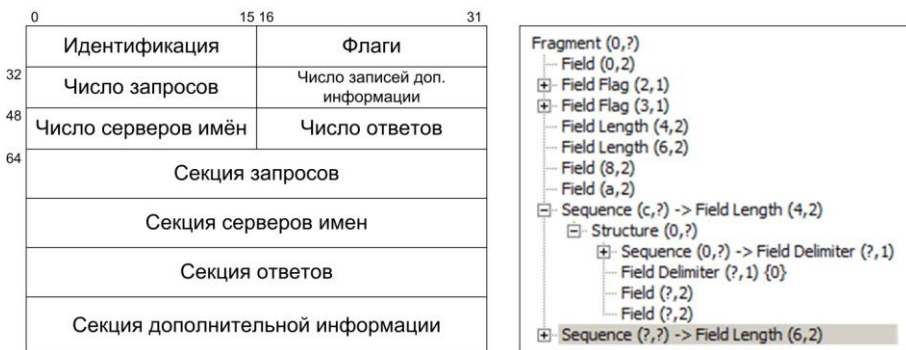 0 15 16 31
Идентификация Флаги
32
Число запросов Число записей доп.
информации
48
Число серверов имён Число ответов
64
Секция запросов
Секция серверов имен
Секция ответов
Секция дополнительной информации
Fragment (0,?)
Field (0,2)
Field Flag (2,1)
Field Flag (3,1)
Field Length (4,2)
Field Length (6,2)
Field (8,2)
Field (a,2)
Sequence (c,?) -> Field Length (4,2)
Structure (0,?)
Sequence (0,?) -> Field Delimiter (?,1)
Field Delimiter (?,1) {0}
Field (?,2)
Field (?,2)
Sequence (?,?) -> Field Length (6,2)